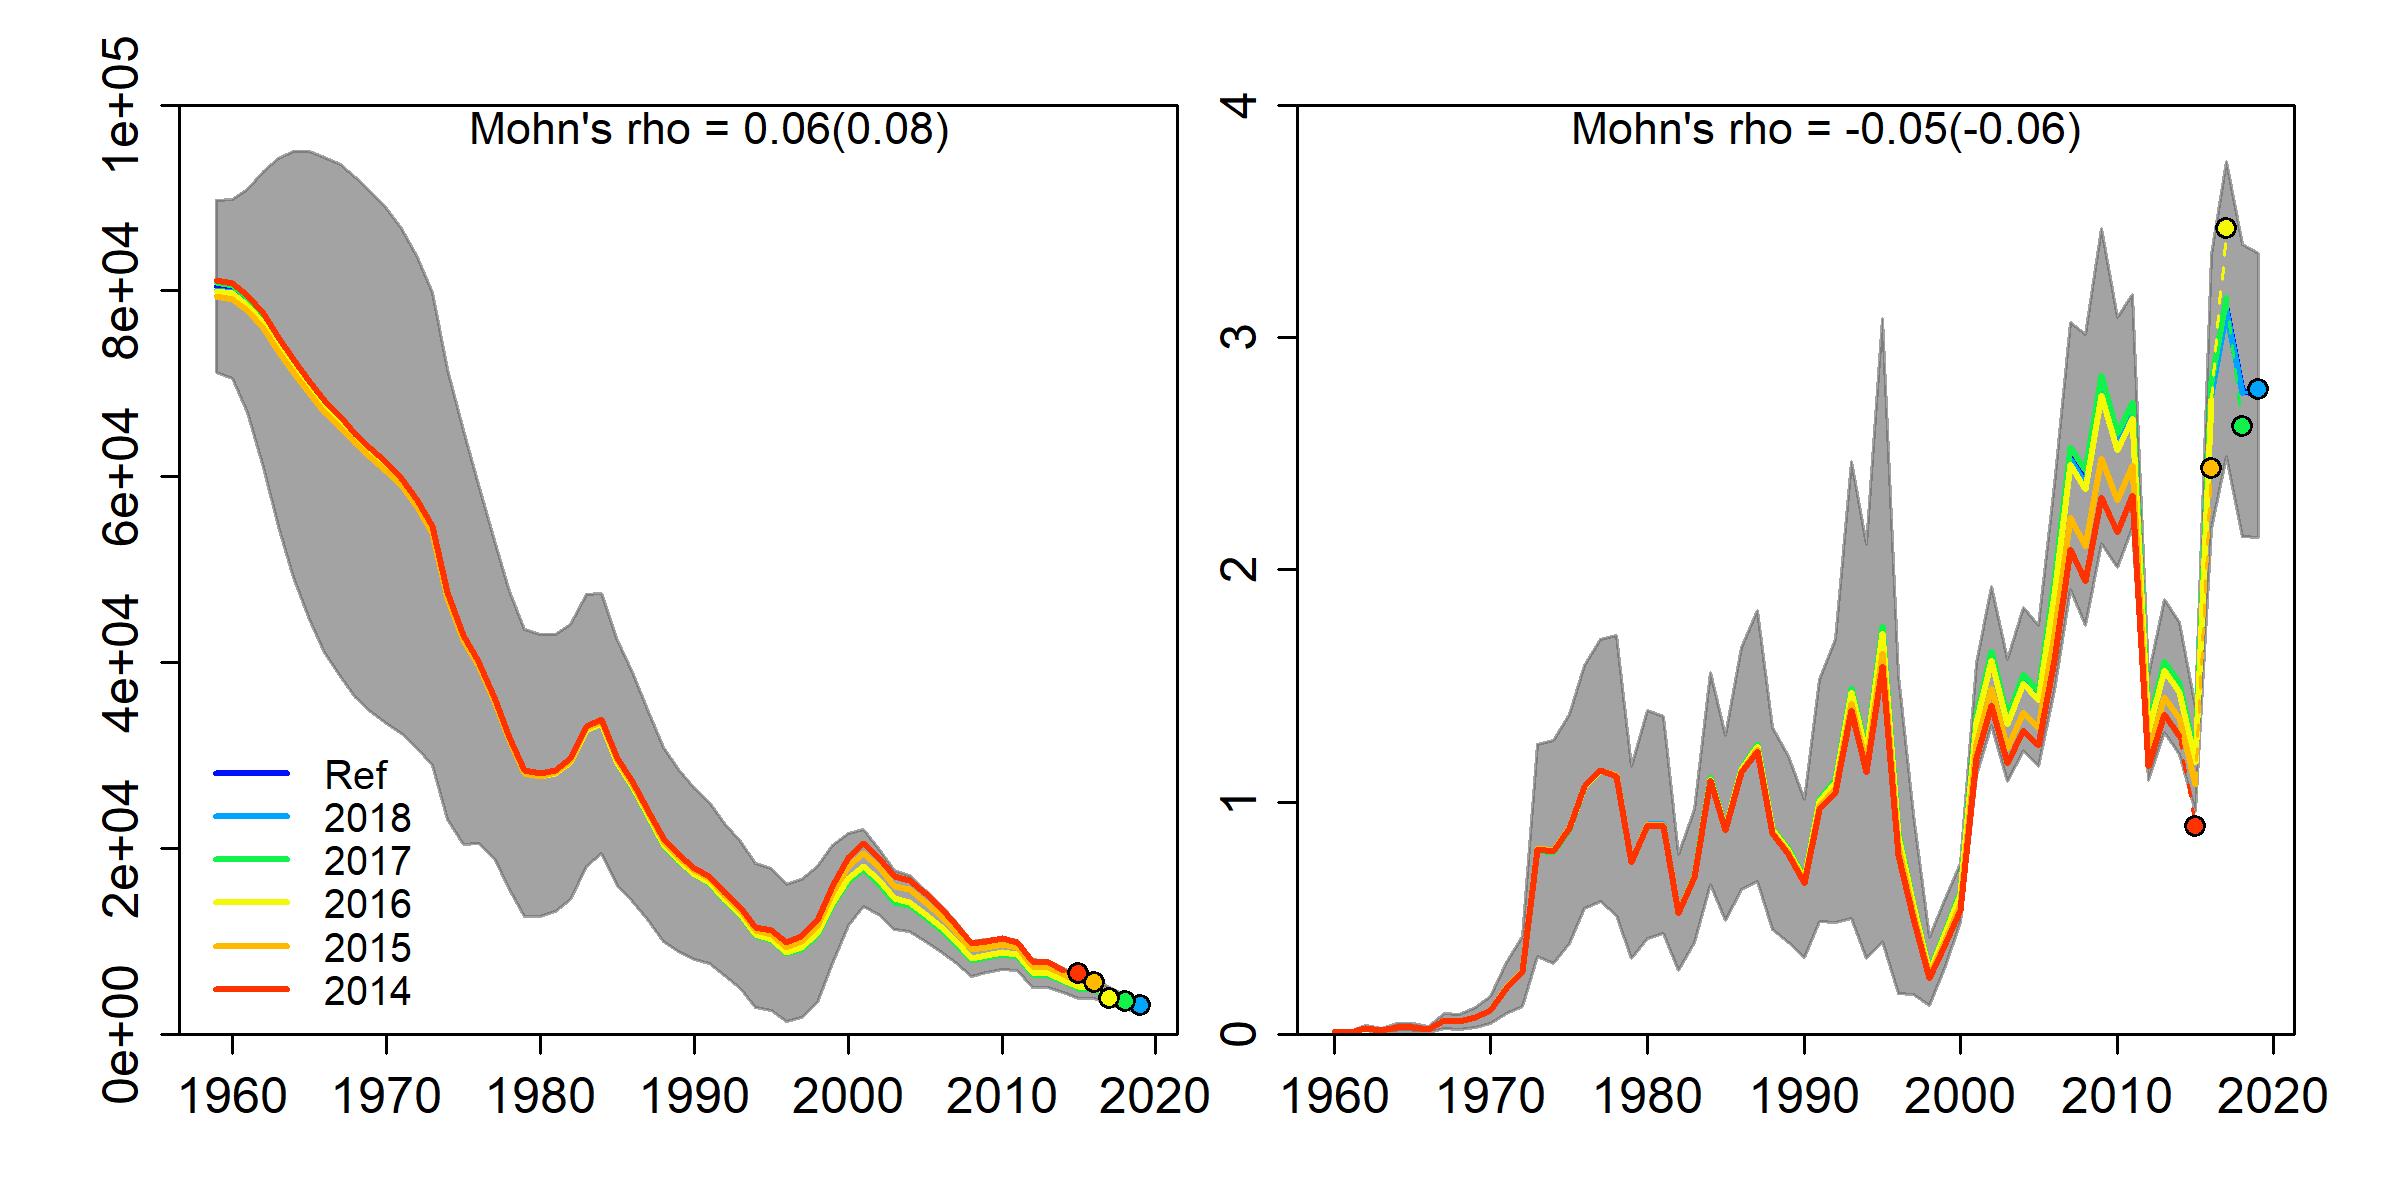 Mohn's rho = 0.06(0.08)
1e+05
8e+04
6e+04
4e+04
2e+04
0e+00
Ref
2018
2017
2016
2015
2014
1960 1970 1980 1990 2000 2010 2020
Mohn's rho = -0.05(-0.06)
4
3
2
1
0
1960 1970 1980 1990 2000 2010 2020